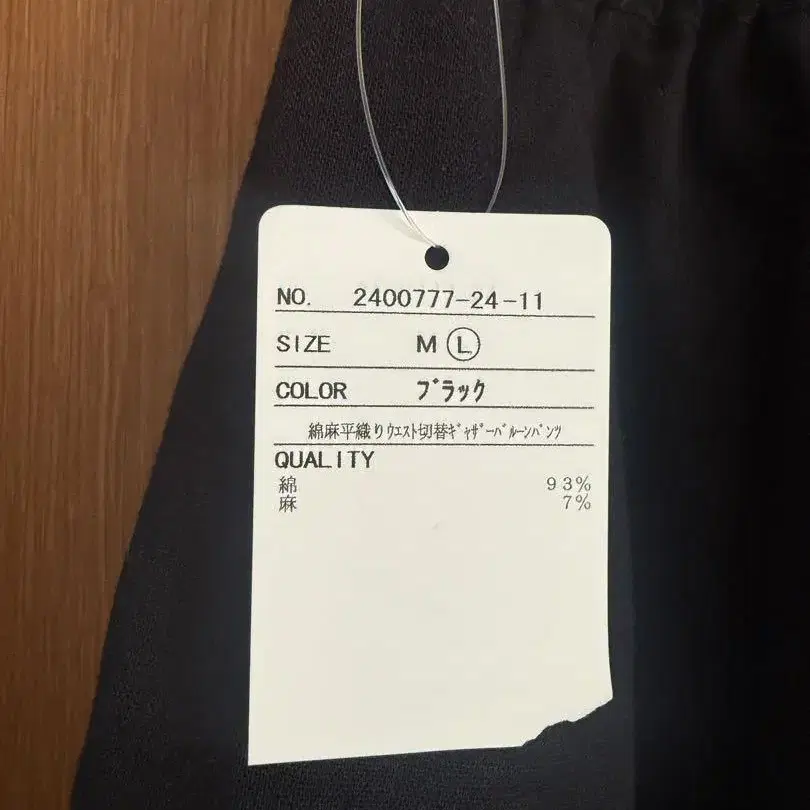 NO. 2400777-24-11
SIZE M Ⓛ
COLOR ブラック
綿麻平織りウエスト切替ギャザーバルーンパンツ
QUALITY
綿 93%
麻 7%